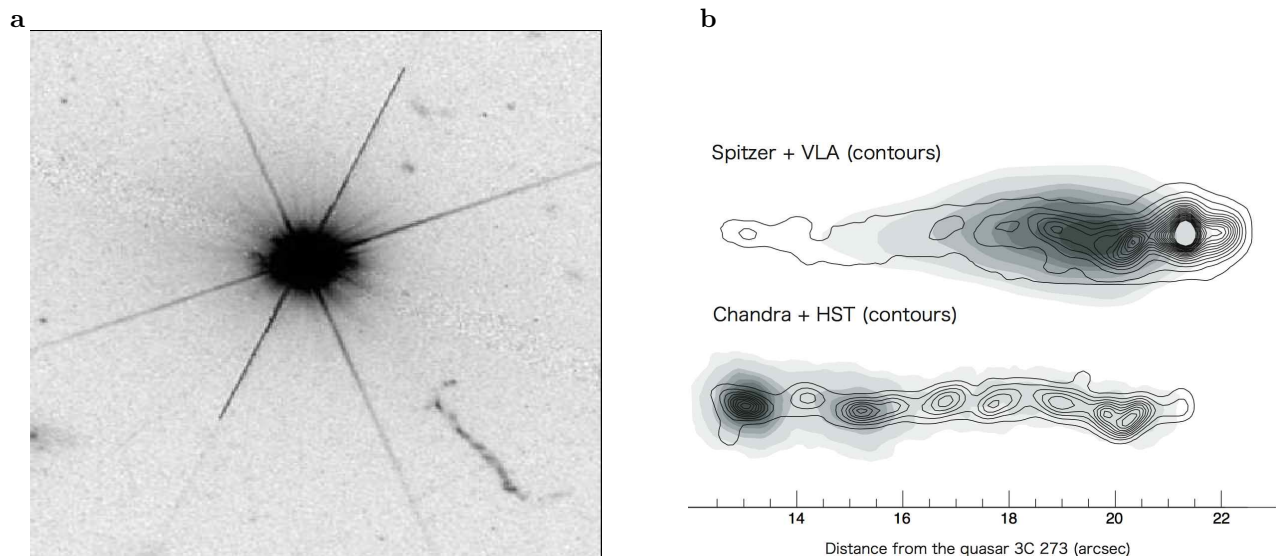 a
b
Spitzer + VLA (contours)
Chandra + HST (contours)
14 16 18 20 22
Distance from the quasar 3C 273 (arcsec)